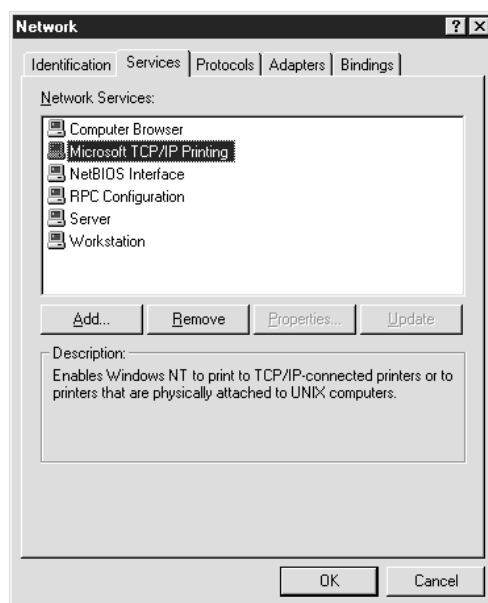 Network
Identification Services Protocols Adapters Bindings
Network Services:
Computer Browser
Microsoft TCP/IP Printing
NetBIOS Interface
RPC Configuration
Server
Workstation
Add... Remove Properties... Update
Description:
Enables Windows NT to print to TCP/IP-connected printers or to
printers that are physically attached to UNIX computers.
OK Cancel